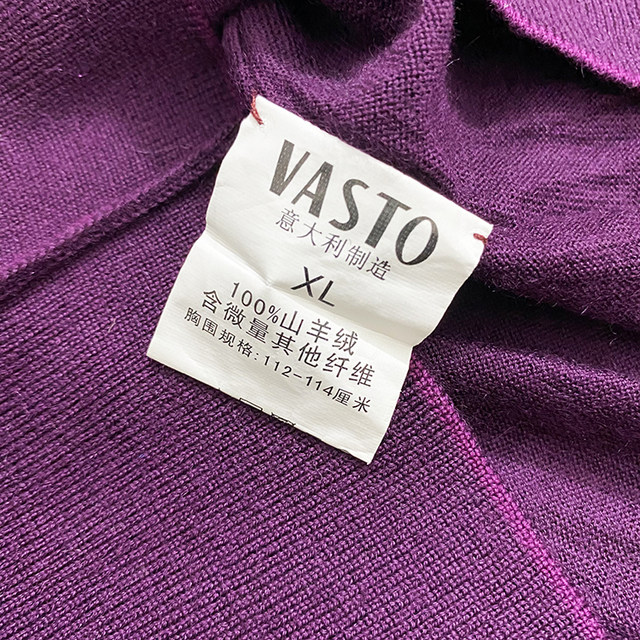 VASTO
意大利制造
XL
100%山羊绒
含微量其他纤维
胸围规格:112-114厘米